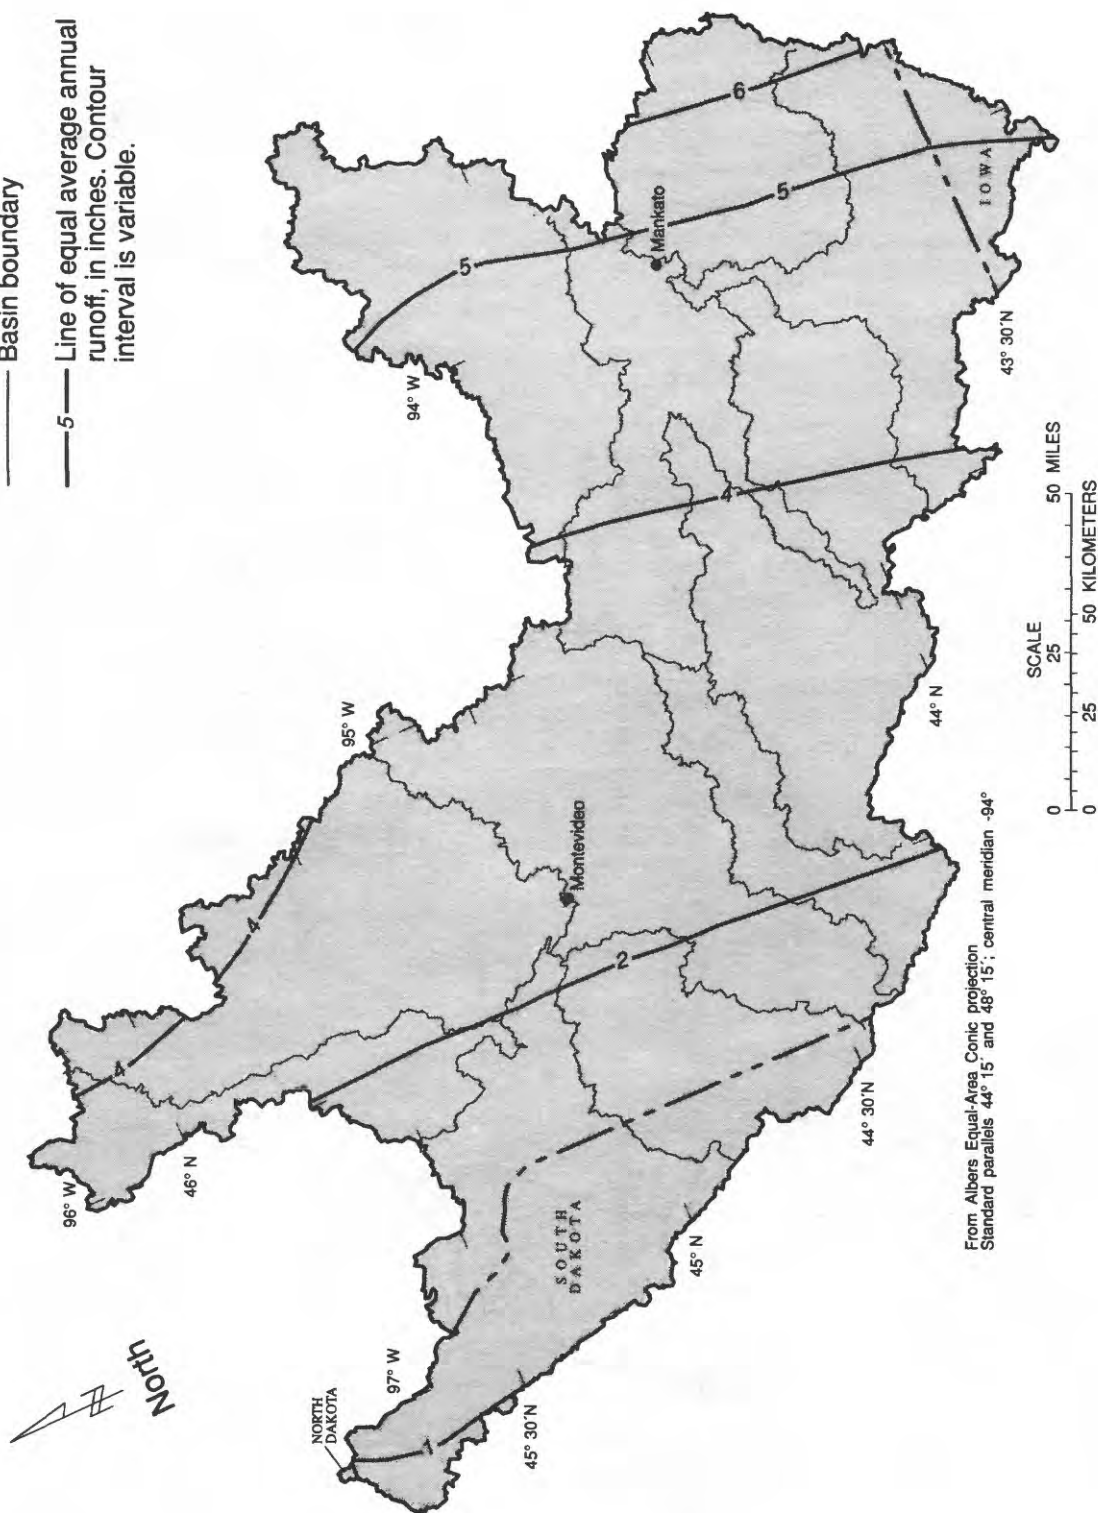 Basin boundary
5 Line of equal average annual
runoff, in inches. Contour
interval is variable.
North
NORTH
DAKOTA
SOUTH
DAKOTA
IOWA
Mankato
Montevideo
94° W
95° W
96° W
97° W
46° N
45° 30´N
45° N
44° 30´N
44° N
43° 30´N
6
5
5
4
4
4
2
1
SCALE
0 25 50 MILES
0 25 50 KILOMETERS
From Albers Equal-Area Conic projection
Standard parallels 44° 15´ and 48° 15´; central meridian -94°